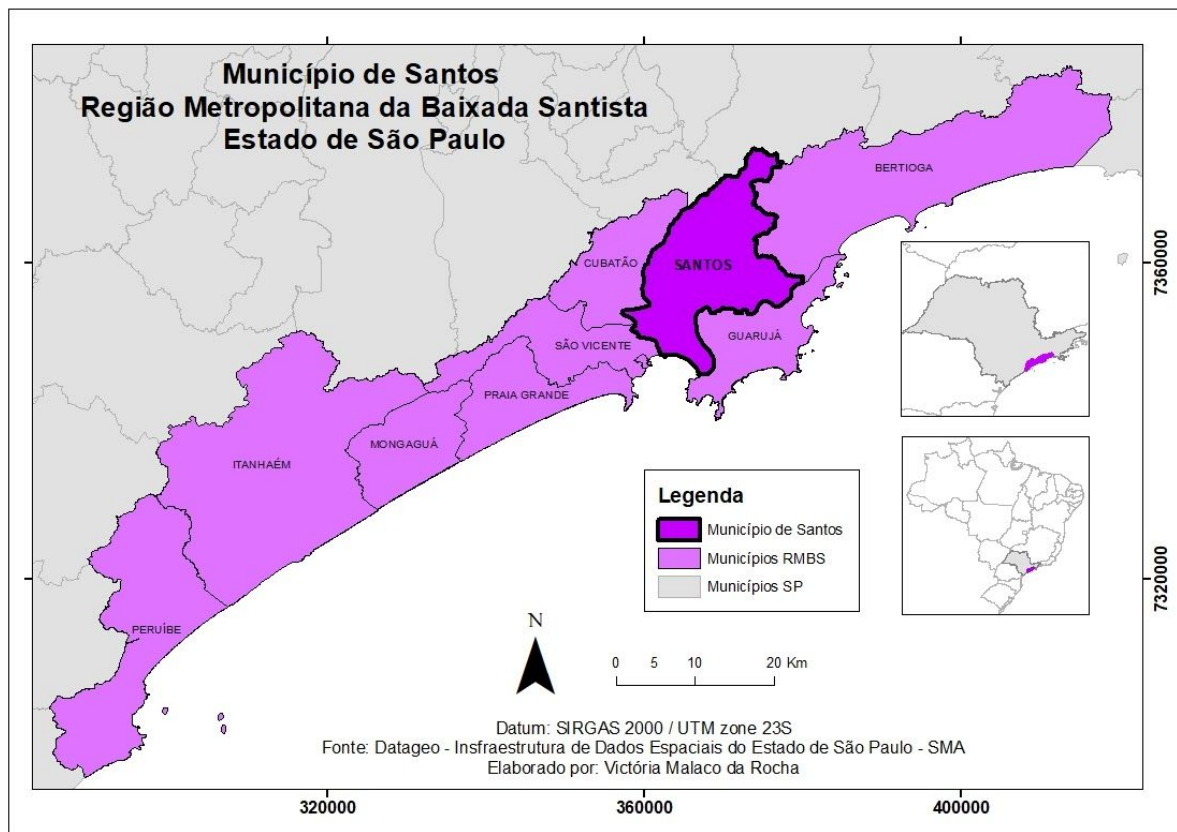 Município de Santos
Região Metropolitana da Baixada Santista
Estado de São Paulo
BERTIOGA
CUBATÃO
SANTOS
GUARUJÁ
SÃO VICENTE
PRAIA GRANDE
MONGAGUÁ
ITANHAÉM
PERUÍBE
7360000
7320000
Legenda
Município de Santos
Municípios RMBS
Municípios SP
N
0 5 10 20 Km
Datum: SIRGAS 2000 / UTM zone 23S
Fonte: Datageo - Insfraestrutura de Dados Espaciais do Estado de São Paulo - SMA
Elaborado por: Victória Malaco da Rocha
320000 360000 400000